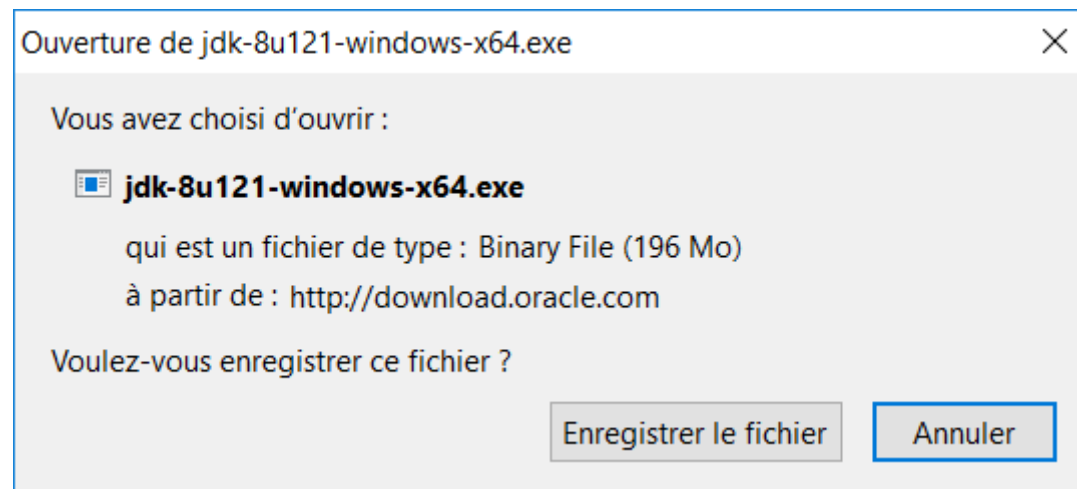 Ouverture de jdk-8u121-windows-x64.exe
Vous avez choisi d’ouvrir :
jdk-8u121-windows-x64.exe
qui est un fichier de type : Binary File (196 Mo)
à partir de : http://download.oracle.com
Voulez-vous enregistrer ce fichier ?
Enregistrer le fichier Annuler